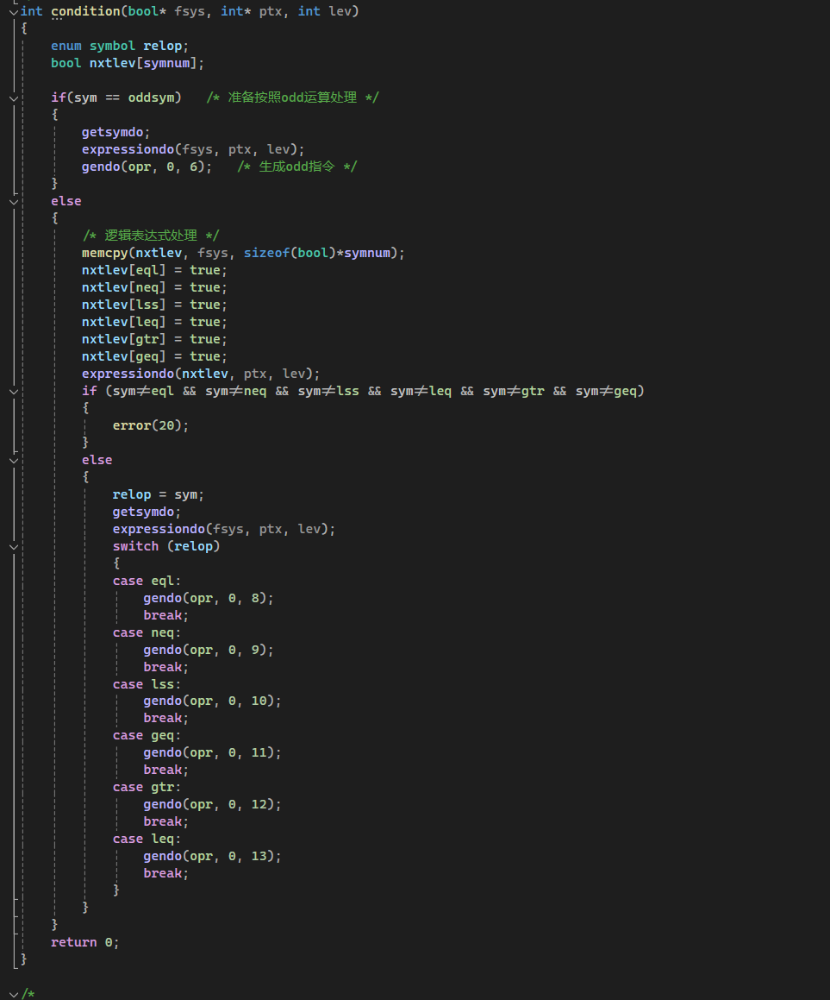 int condition(bool* fsys, int* ptx, int lev)
{
    enum symbol relop;
    bool nxtlev[symnum];

    if(sym == oddsym)   /* 准备按照odd运算处理 */
    {
        getsymdo;
        expressiondo(fsys, ptx, lev);
        gendo(opr, 0, 6);   /* 生成odd指令 */
    }
    else
    {
        /* 逻辑表达式处理 */
        memcpy(nxtlev, fsys, sizeof(bool)*symnum);
        nxtlev[eql] = true;
        nxtlev[neq] = true;
        nxtlev[lss] = true;
        nxtlev[leq] = true;
        nxtlev[gtr] = true;
        nxtlev[geq] = true;
        expressiondo(nxtlev, ptx, lev);
        if (sym≠eql && sym≠neq && sym≠lss && sym≠leq && sym≠gtr && sym≠geq)
        {
            error(20);
        }
        else
        {
            relop = sym;
            getsymdo;
            expressiondo(fsys, ptx, lev);
            switch (relop)
            {
            case eql:
                gendo(opr, 0, 8);
                break;
            case neq:
                gendo(opr, 0, 9);
                break;
            case lss:
                gendo(opr, 0, 10);
                break;
            case geq:
                gendo(opr, 0, 11);
                break;
            case gtr:
                gendo(opr, 0, 12);
                break;
            case leq:
                gendo(opr, 0, 13);
                break;
            }
        }
    }
    return 0;
}

/*